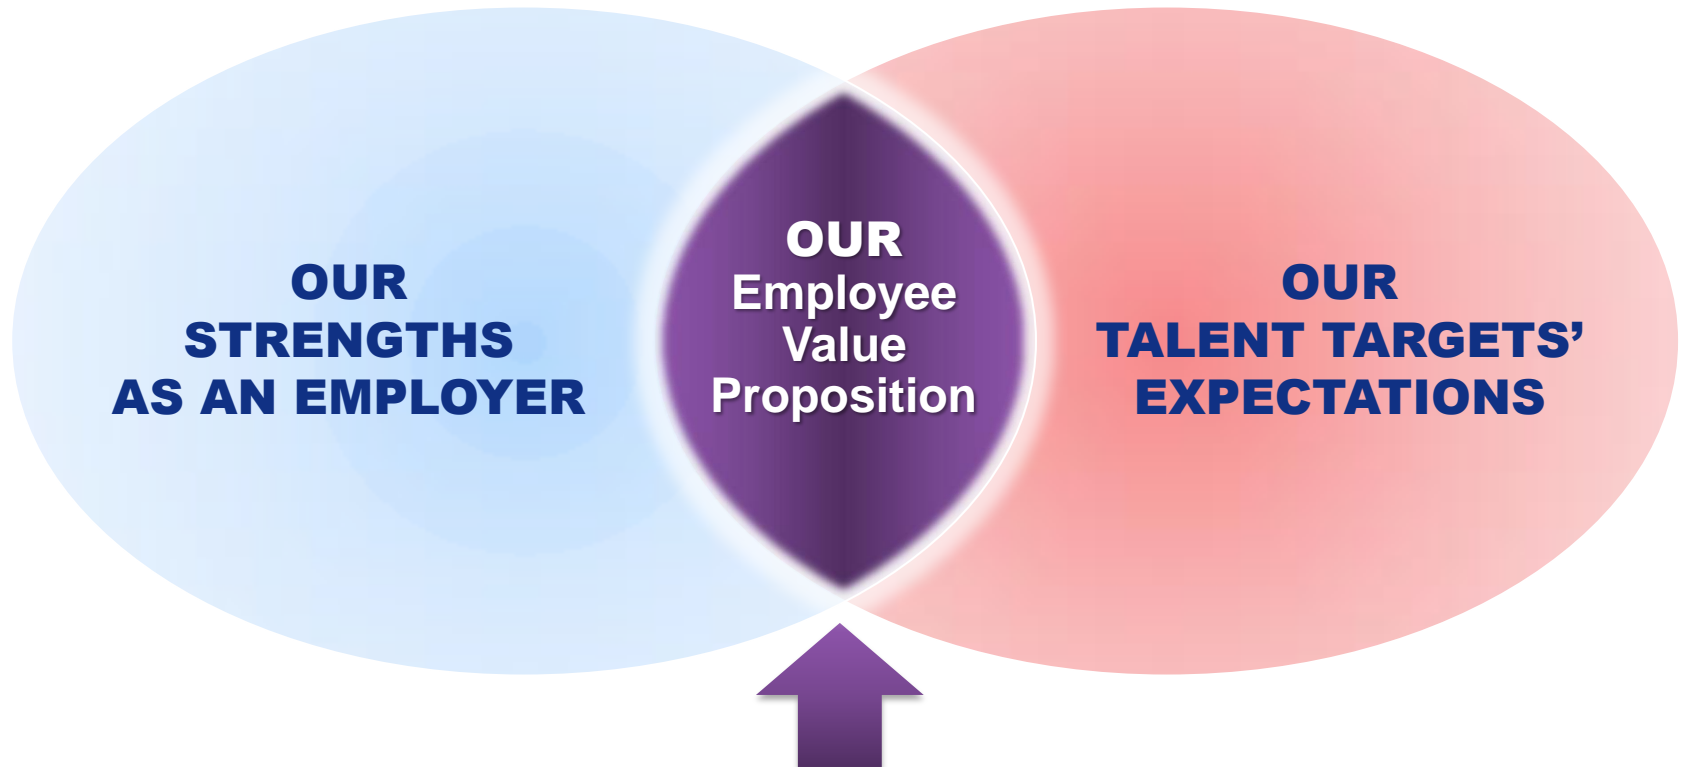 OUR
STRENGTHS
AS AN EMPLOYER
OUR
Employee
Value
Proposition
OUR
TALENT TARGETS’
EXPECTATIONS